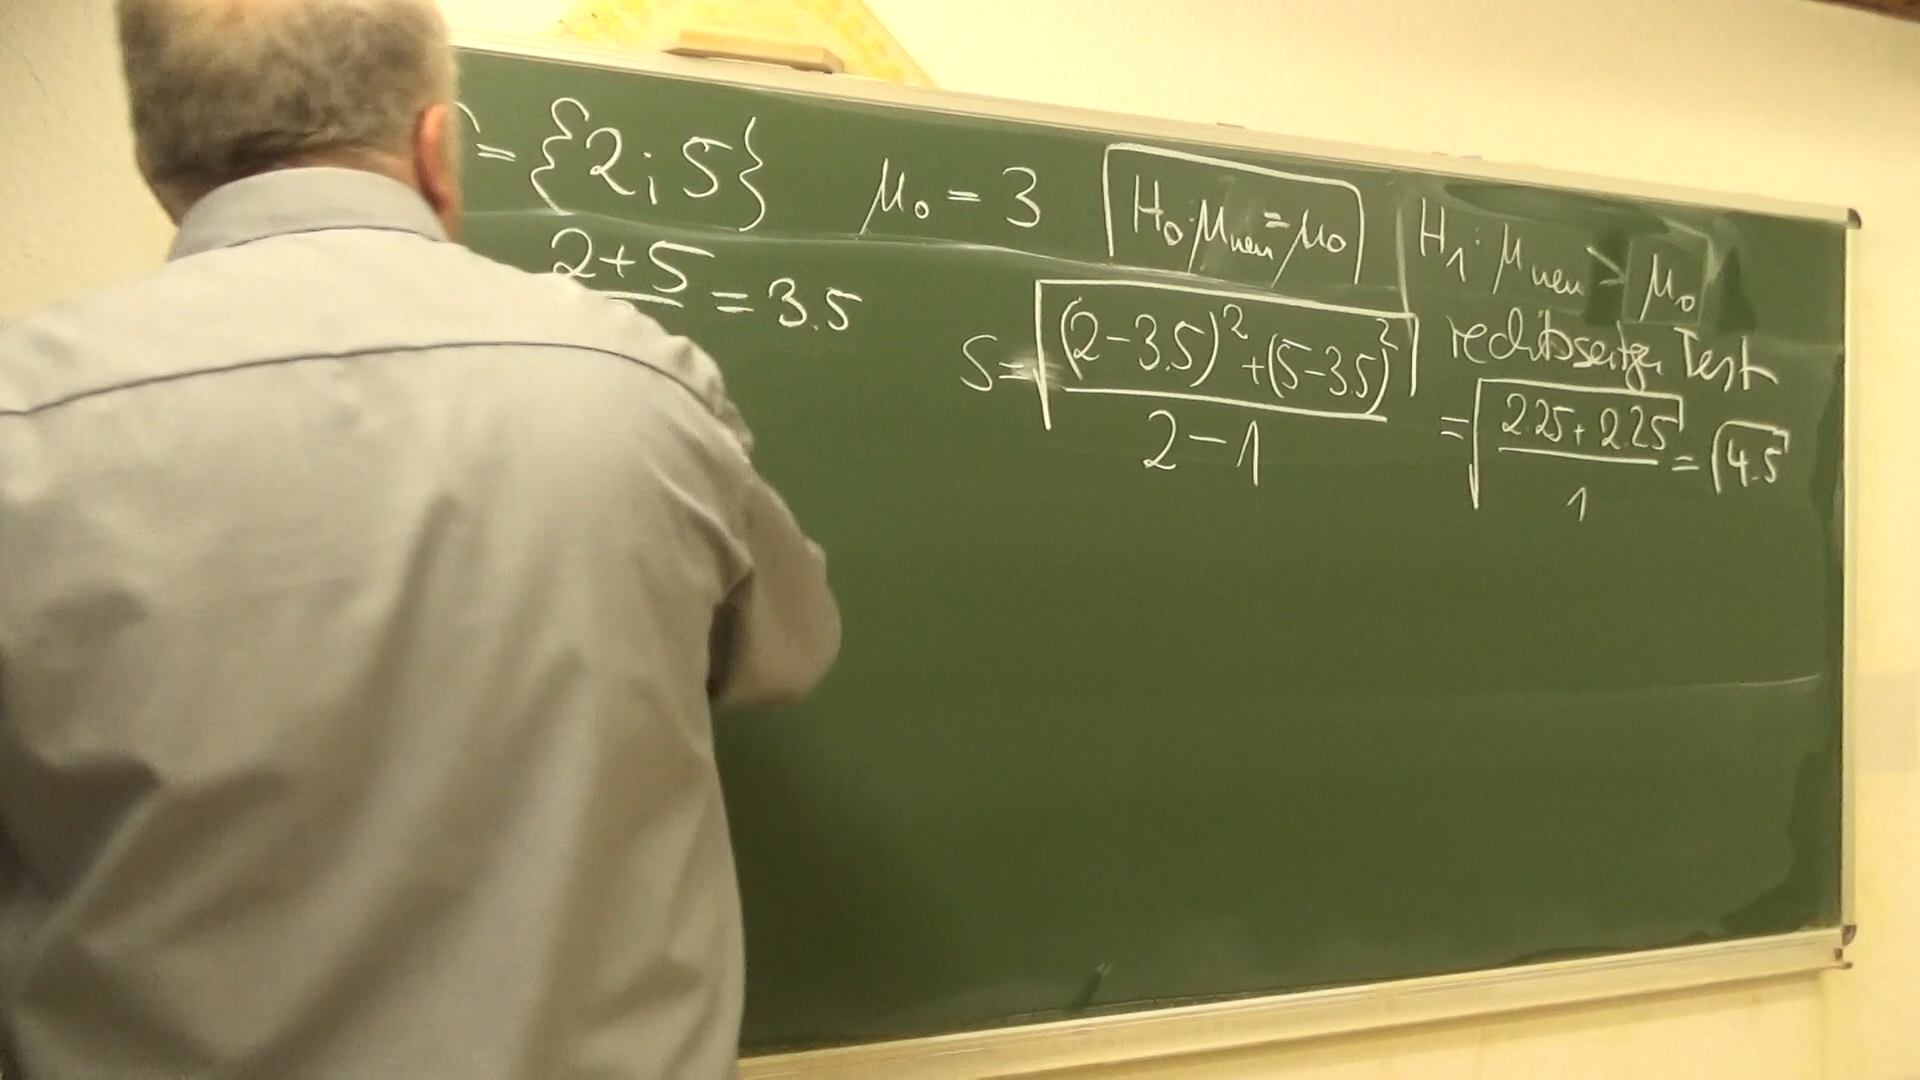 = {2; 5} μ₀ = 3 H₀: μneu = μ₀ H₁: μneu > μ₀
2+5 = 3.5 rechtsseitiger Test
S = √((2-3.5)² + (5-3.5)² / 2-1) = √(2.25 + 2.25 / 1) = √4.5